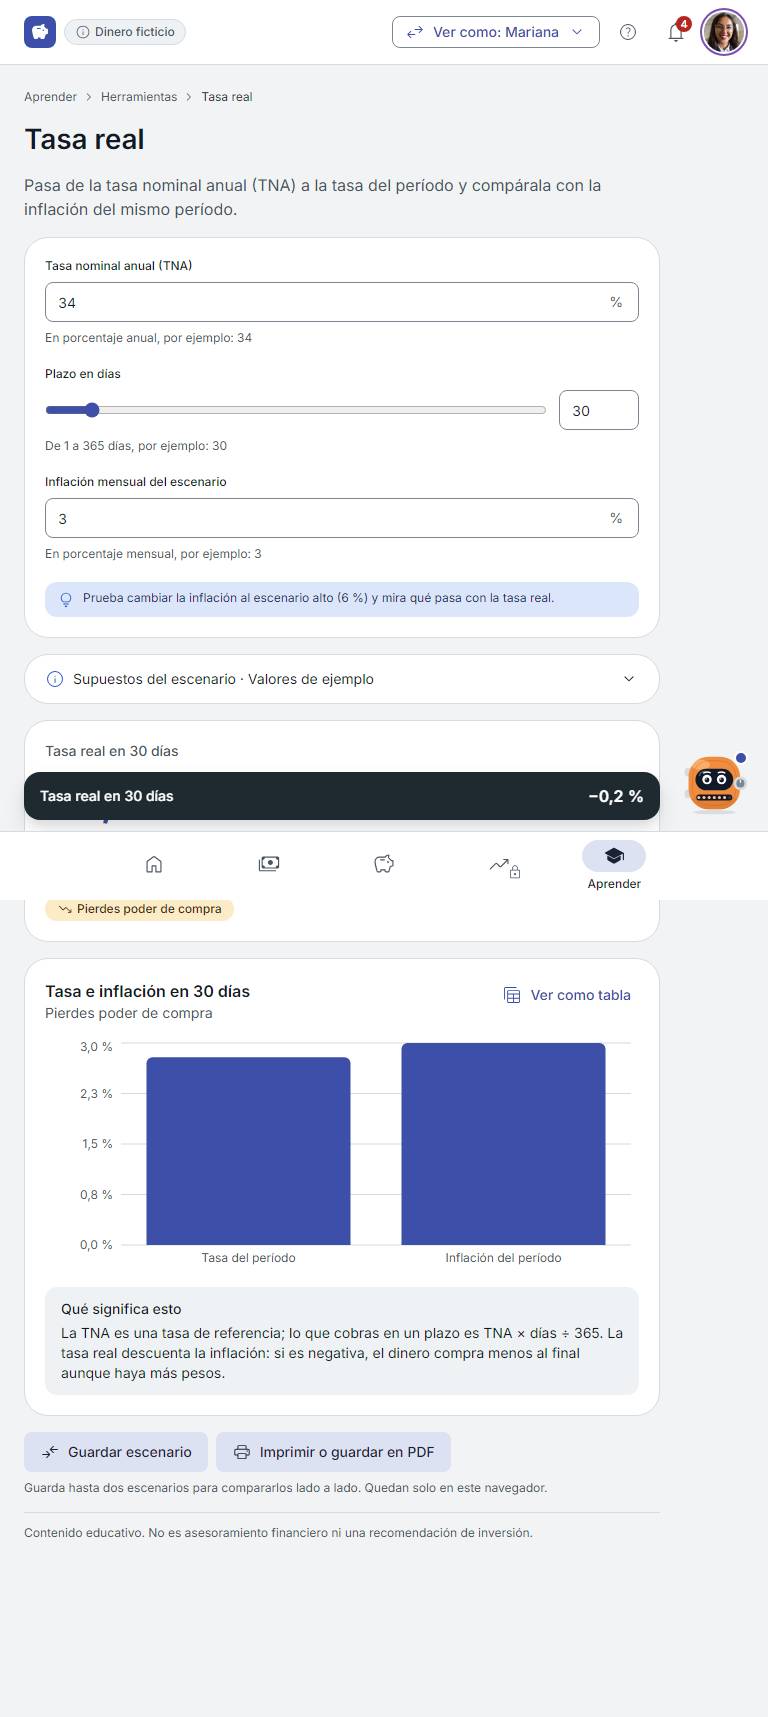 Dinero ficticio
Ver como: Mariana
4
Aprender > Herramientas > Tasa real
Tasa real
Pasa de la tasa nominal anual (TNA) a la tasa del período y compárala con la
inflación del mismo período.
Tasa nominal anual (TNA)
34 %
En porcentaje anual, por ejemplo: 34
Plazo en días
30
De 1 a 365 días, por ejemplo: 30
Inflación mensual del escenario
3 %
En porcentaje mensual, por ejemplo: 3
Prueba cambiar la inflación al escenario alto (6 %) y mira qué pasa con la tasa real.
Supuestos del escenario · Valores de ejemplo
Tasa real en 30 días
Tasa real en 30 días −0,2 %
Aprender
Pierdes poder de compra
Tasa e inflación en 30 días
Ver como tabla
Pierdes poder de compra
3,0 %
2,3 %
1,5 %
0,8 %
0,0 %
Tasa del período
Inflación del período
Qué significa esto
La TNA es una tasa de referencia; lo que cobras en un plazo es TNA × días ÷ 365. La
tasa real descuenta la inflación: si es negativa, el dinero compra menos al final
aunque haya más pesos.
Guardar escenario
Imprimir o guardar en PDF
Guarda hasta dos escenarios para compararlos lado a lado. Quedan solo en este navegador.
Contenido educativo. No es asesoramiento financiero ni una recomendación de inversión.